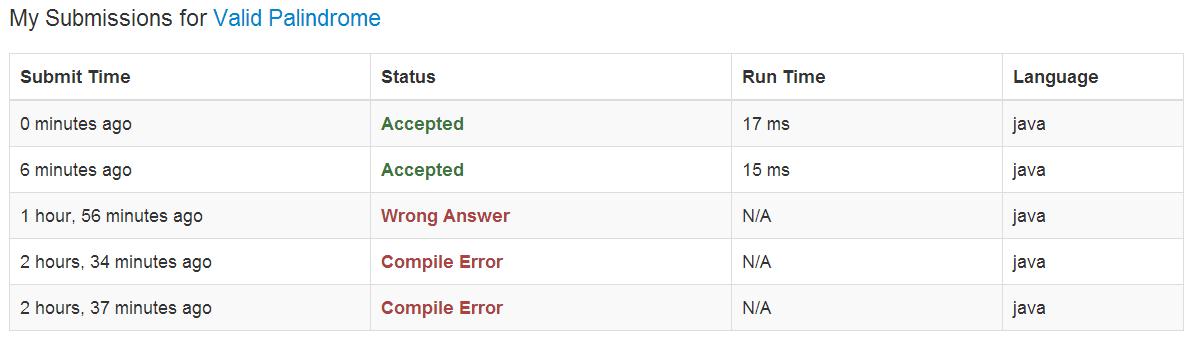 My Submissions for Valid Palindrome
Submit Time Status Run Time Language
0 minutes ago Accepted 17 ms java
6 minutes ago Accepted 15 ms java
1 hour, 56 minutes ago Wrong Answer N/A java
2 hours, 34 minutes ago Compile Error N/A java
2 hours, 37 minutes ago Compile Error N/A java